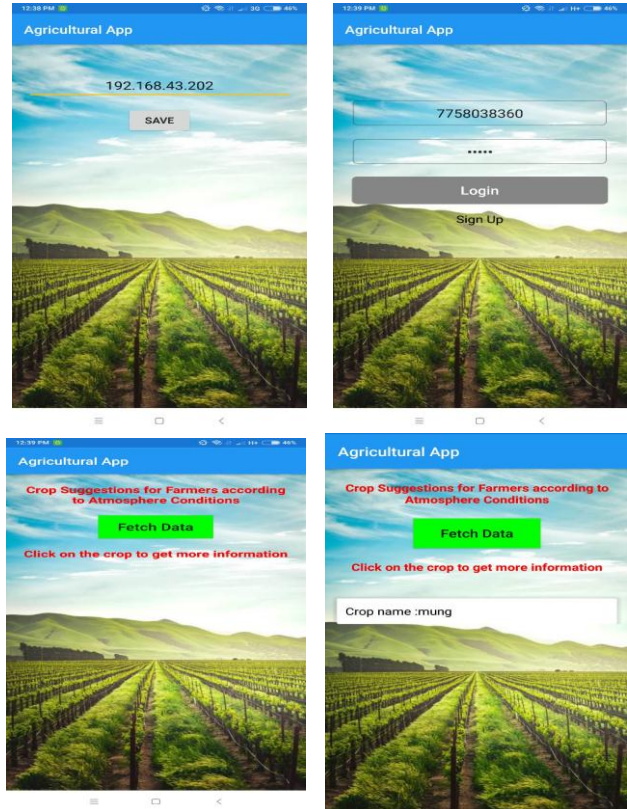 12:38 PM
3G
46%
Agricultural App
192.168.43.202
SAVE
12:39 PM
H+
46%
Agricultural App
7758038360
•••••
Login
Sign Up
12:39 PM
H+
46%
Agricultural App
Crop Suggestions for Farmers according
to Atmosphere Conditions
Fetch Data
Click on the crop to get more information
Agricultural App
Crop Suggestions for Farmers according to
Atmosphere Conditions
Fetch Data
Click on the crop to get more information
Crop name :mung